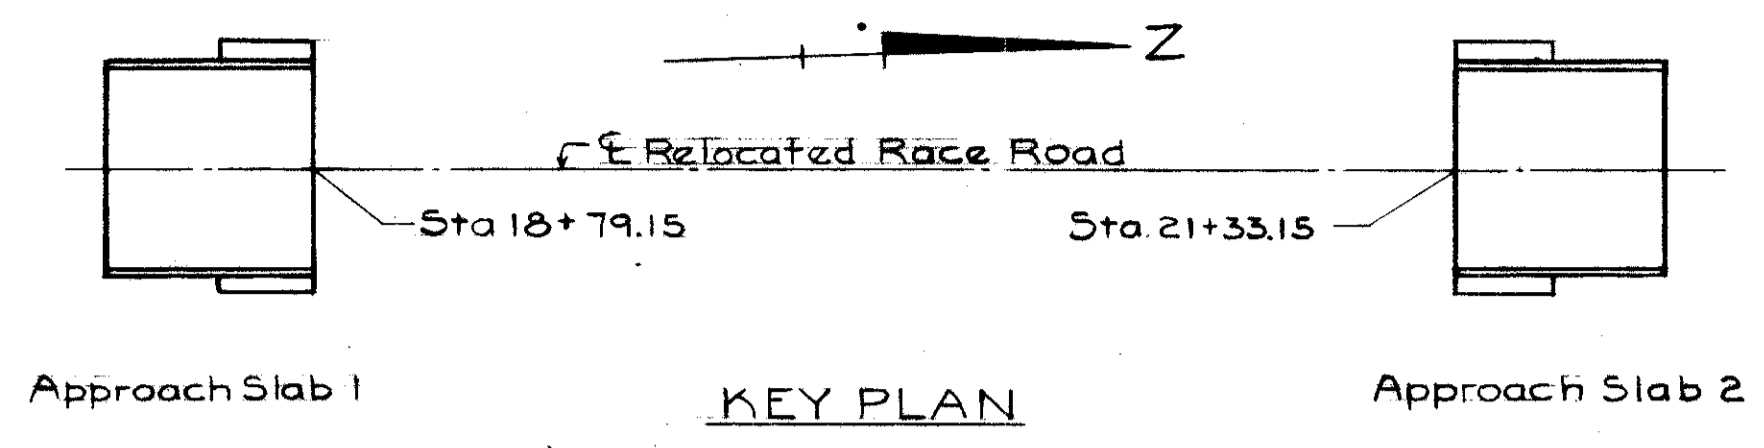 Z
℄ Relocated Race Road
Sta 18+79.15
Sta. 21+33.15
Approach Slab 1
KEY PLAN
Approach Slab 2